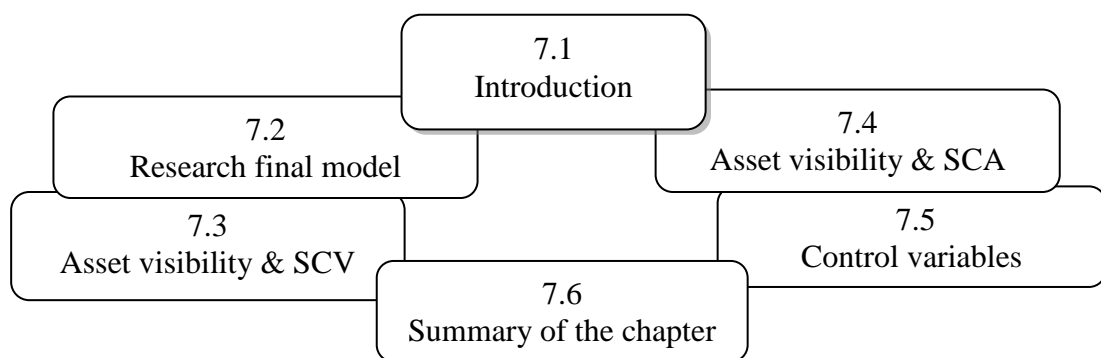 7.1
Introduction
7.2
Research final model
7.3
Asset visibility & SCV
7.4
Asset visibility & SCA
7.5
Control variables
7.6
Summary of the chapter